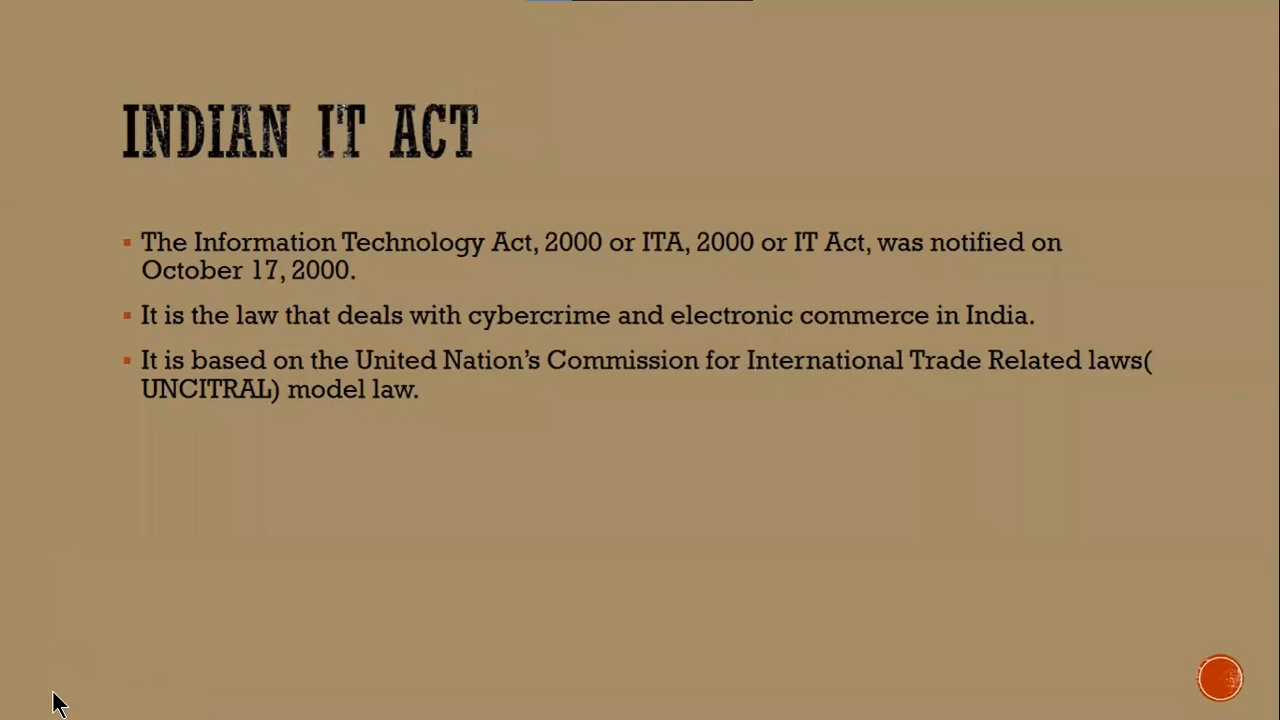 INDIAN IT ACT
▪ The Information Technology Act, 2000 or ITA, 2000 or IT Act, was notified on
October 17, 2000.
▪ It is the law that deals with cybercrime and electronic commerce in India.
▪ It is based on the United Nation’s Commission for International Trade Related laws(
UNCITRAL) model law.